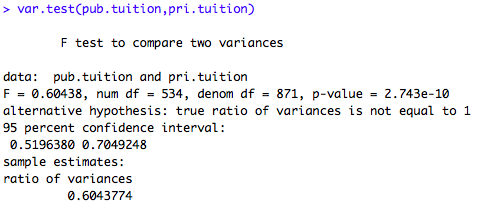 > var.test(pub.tuition,pri.tuition)
F test to compare two variances
data:  pub.tuition and pri.tuition
F = 0.60438, num df = 534, denom df = 871, p-value = 2.743e-10
alternative hypothesis: true ratio of variances is not equal to 1
95 percent confidence interval:
 0.5196380 0.7049248
sample estimates:
ratio of variances
0.6043774